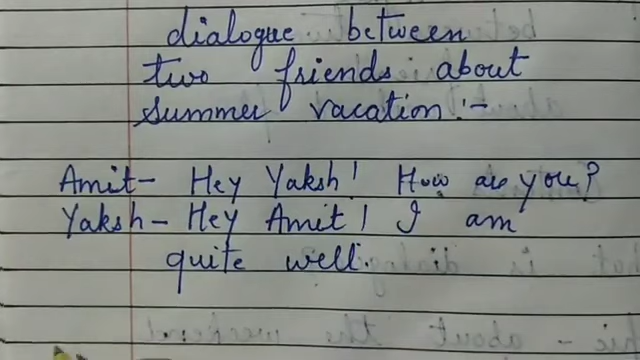 dialogue between
two friends about
summer vacation :-
Amit- Hey Yaksh! How are you?
Yaksh- Hey Amit! I am
quite well.